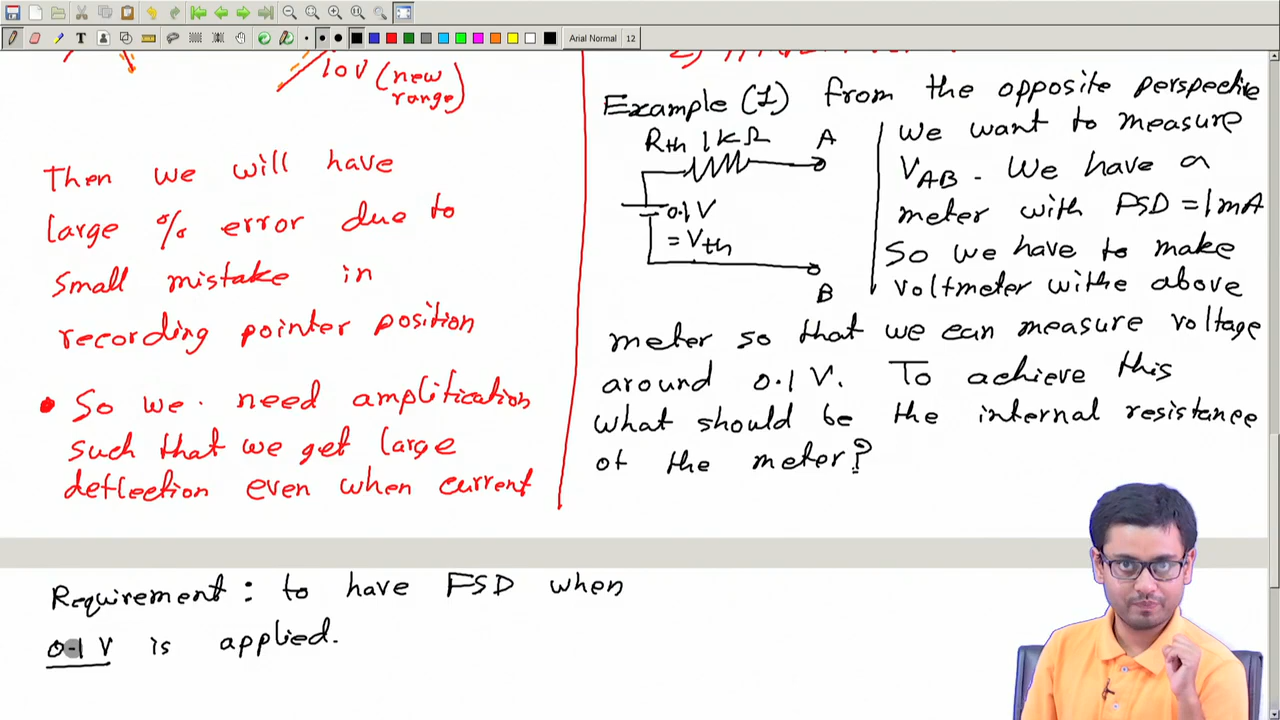 Arial Normal 12
10V (new
range)
Then we will have
large % error due to
small mistake in
recording pointer position
• So we need amplification
such that we get large
deflection even when current
Example (1) from the opposite perspective
Rth 1kΩ A
0.1 V
= Vth
B
We want to measure
VAB. We have a
meter with FSD = 1mA
So we have to make
voltmeter withe above
meter so that we can measure voltage
around 0.1 V. To achieve this
what should be the internal resistance
of the meter?
Requirement: to have FSD when
0.1 V is applied.